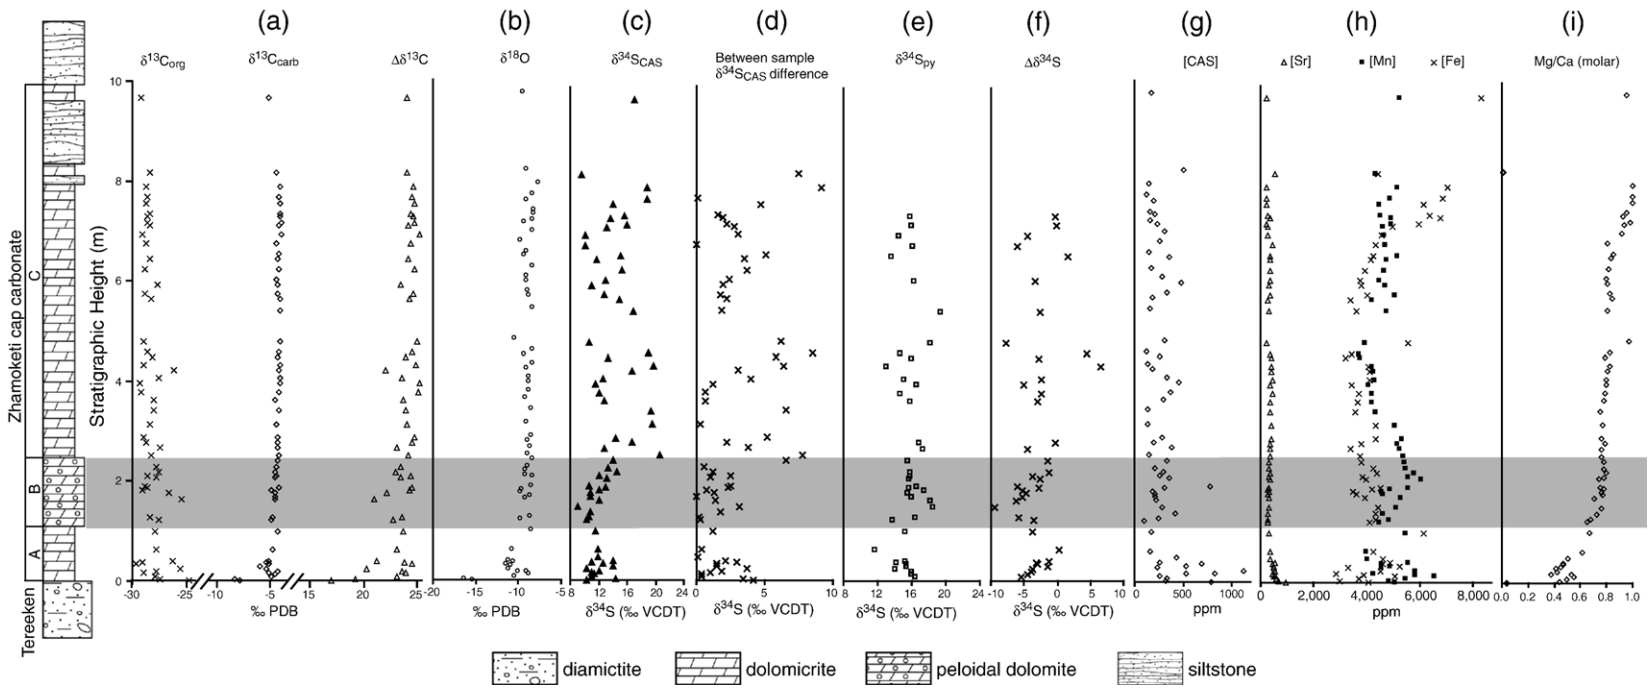 (a) (b) (c) (d) (e) (f) (g) (h) (i)
δ¹³Corg δ¹³Ccarb Δδ¹³C δ¹⁸O δ³⁴SCAS Between sample δ³⁴SCAS difference δ³⁴Spy Δδ³⁴S [CAS] [Sr] [Mn] [Fe] Mg/Ca (molar)
Zhamoketi cap carbonate
Tereeken
C
B
A
Stratigraphic Height (m)
10
8
6
4
2
0
-30 -25 -10 -5 20 25
‰ PDB
-20 -15 -10 -5
‰ PDB
8 12 16 20 24
δ³⁴S (‰ VCDT)
0 5 10
δ³⁴S (‰ VCDT)
8 12 16 20 24
δ³⁴S (‰ VCDT)
-10 -5 0 5 10
Δδ³⁴S (‰ VCDT)
0 500 1000
ppm
0 2,000 4,000 6,000 8,000
ppm
0.0 0.2 0.4 0.6 0.8 1.0
diamictite
dolomicrite
peloidal dolomite
siltstone